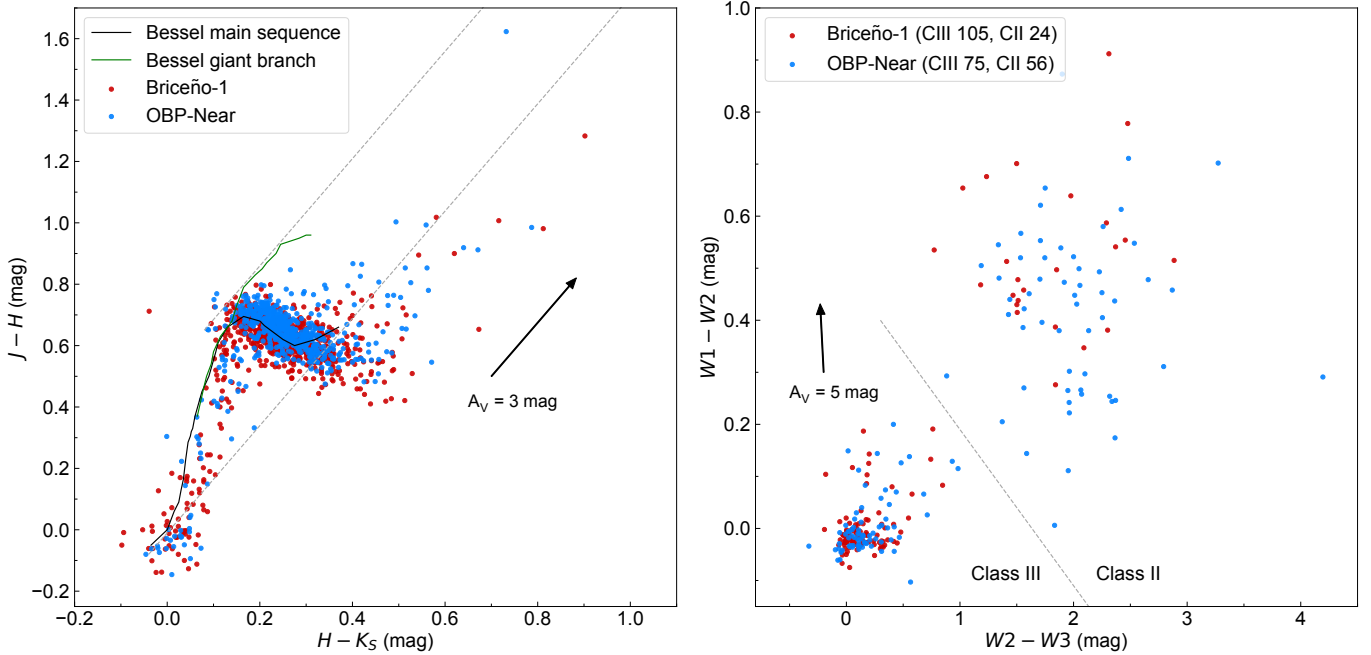 Bessel main sequence
Bessel giant branch
Briceño-1
OBP-Near
A_V = 3 mag
J − H (mag)
1.6
1.4
1.2
1.0
0.8
0.6
0.4
0.2
0.0
−0.2
−0.2
0.0
0.2
0.4
0.6
0.8
1.0
H − K_S (mag)
Briceño-1 (CIII 105, CII 24)
OBP-Near (CIII 75, CII 56)
A_V = 5 mag
Class III
Class II
W1 − W2 (mag)
1.0
0.8
0.6
0.4
0.2
0.0
0
1
2
3
4
W2 − W3 (mag)